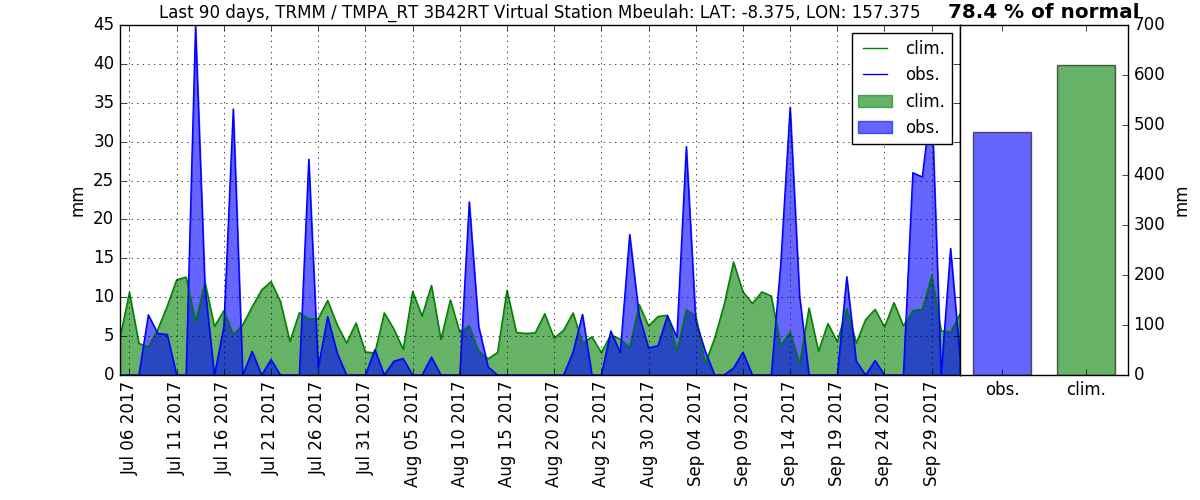 Last 90 days, TRMM / TMPA_RT 3B42RT Virtual Station Mbeulah: LAT: -8.375, LON: 157.375
78.4 % of normal
45
40
35
30
25
20
15
10
5
0
mm
clim.
obs.
clim.
obs.
700
600
500
400
300
200
100
0
mm
Jul 06 2017
Jul 11 2017
Jul 16 2017
Jul 21 2017
Jul 26 2017
Jul 31 2017
Aug 05 2017
Aug 10 2017
Aug 15 2017
Aug 20 2017
Aug 25 2017
Aug 30 2017
Sep 04 2017
Sep 09 2017
Sep 14 2017
Sep 19 2017
Sep 24 2017
Sep 29 2017
obs.
clim.